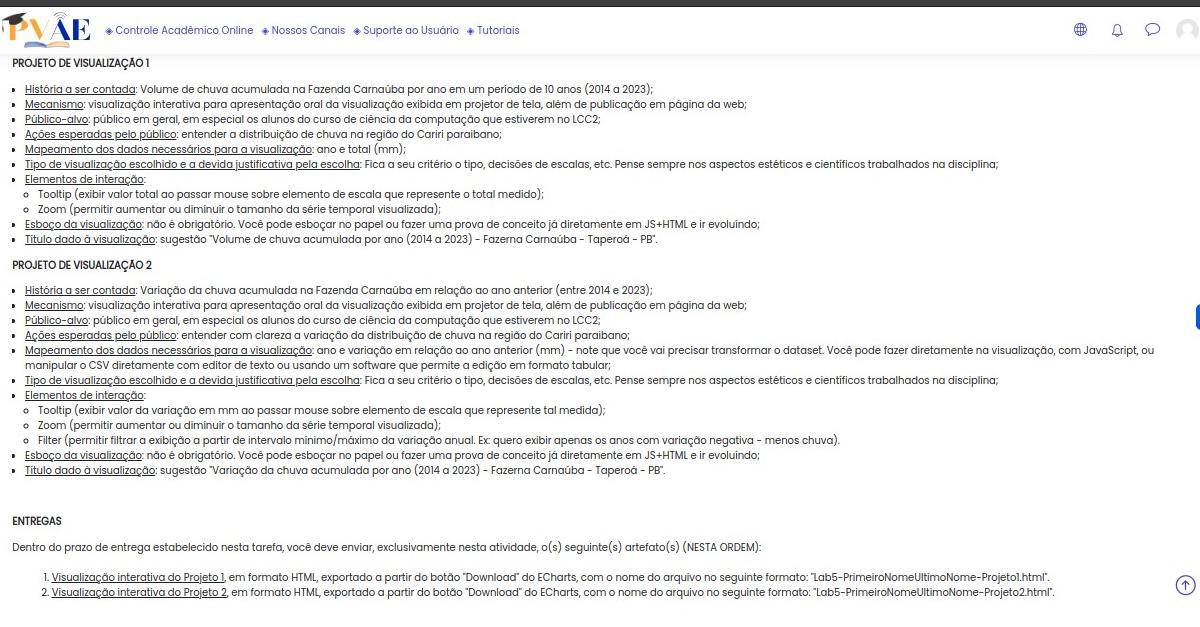 PVAE
Controle Acadêmico Online Nossos Canais Suporte ao Usuário Tutoriais
PROJETO DE VISUALIZAÇÃO 1
História a ser contada: Volume de chuva acumulada na Fazenda Carnaúba por ano em um período de 10 anos (2014 a 2023);
Mecanismo: visualização interativa para apresentação oral da visualização exibida em projetor de tela, além de publicação em página da web;
Público-alvo: público em geral, em especial os alunos do curso de ciência da computação que estiverem no LCC2;
Ações esperadas pelo público: entender a distribuição de chuva na região do Cariri paraibano;
Mapeamento dos dados necessários para a visualização: ano e total (mm);
Tipo de visualização escolhido e a devida justificativa pela escolha: Fica a seu critério o tipo, decisões de escalas, etc. Pense sempre nos aspectos estéticos e científicos trabalhados na disciplina;
Elementos de interação:
Tooltip (exibir valor total ao passar mouse sobre elemento de escala que represente o total medido);
Zoom (permitir aumentar ou diminuir o tamanho da série temporal visualizada);
Esboço da visualização: não é obrigatório. Você pode esboçar no papel ou fazer uma prova de conceito já diretamente em JS+HTML e ir evoluindo;
Título dado à visualização: sugestão "Volume de chuva acumulada por ano (2014 a 2023) - Fazerna Carnaúba - Taperoá - PB".
PROJETO DE VISUALIZAÇÃO 2
História a ser contada: Variação da chuva acumulada na Fazenda Carnaúba em relação ao ano anterior (entre 2014 e 2023);
Mecanismo: visualização interativa para apresentação oral da visualização exibida em projetor de tela, além de publicação em página da web;
Público-alvo: público em geral, em especial os alunos do curso de ciência da computação que estiverem no LCC2;
Ações esperadas pelo público: entender com clareza a variação da distribuição de chuva na região do Cariri paraibano;
Mapeamento dos dados necessários para a visualização: ano e variação em relação ao ano anterior (mm) - note que você vai precisar transformar o dataset. Você pode fazer diretamente na visualização, com JavaScript, ou
manipular o CSV diretamente com editor de texto ou usando um software que permite a edição em formato tabular;
Tipo de visualização escolhido e a devida justificativa pela escolha: Fica a seu critério o tipo, decisões de escalas, etc. Pense sempre nos aspectos estéticos e científicos trabalhados na disciplina;
Elementos de interação:
Tooltip (exibir valor da variação em mm ao passar mouse sobre elemento de escala que represente tal medida);
Zoom (permitir aumentar ou diminuir o tamanho da série temporal visualizada);
Filter (permitir filtrar a exibição a partir de intervalo mínimo/máximo da variação anual. Ex: quero exibir apenas os anos com variação negativa - menos chuva).
Esboço da visualização: não é obrigatório. Você pode esboçar no papel ou fazer uma prova de conceito já diretamente em JS+HTML e ir evoluindo;
Título dado à visualização: sugestão "Variação da chuva acumulada por ano (2014 a 2023) - Fazerna Carnaúba - Taperoá - PB".
ENTREGAS
Dentro do prazo de entrega estabelecido nesta tarefa, você deve enviar, exclusivamente nesta atividade, o(s) seguinte(s) artefato(s) (NESTA ORDEM):
1. Visualização interativa do Projeto 1, em formato HTML, exportado a partir do botão "Download" do ECharts, com o nome do arquivo no seguinte formato: "Lab5-PrimeiroNomeUltimoNome-Projeto1.html".
2. Visualização interativa do Projeto 2, em formato HTML, exportado a partir do botão "Download" do ECharts, com o nome do arquivo no seguinte formato: "Lab5-PrimeiroNomeUltimoNome-Projeto2.html".